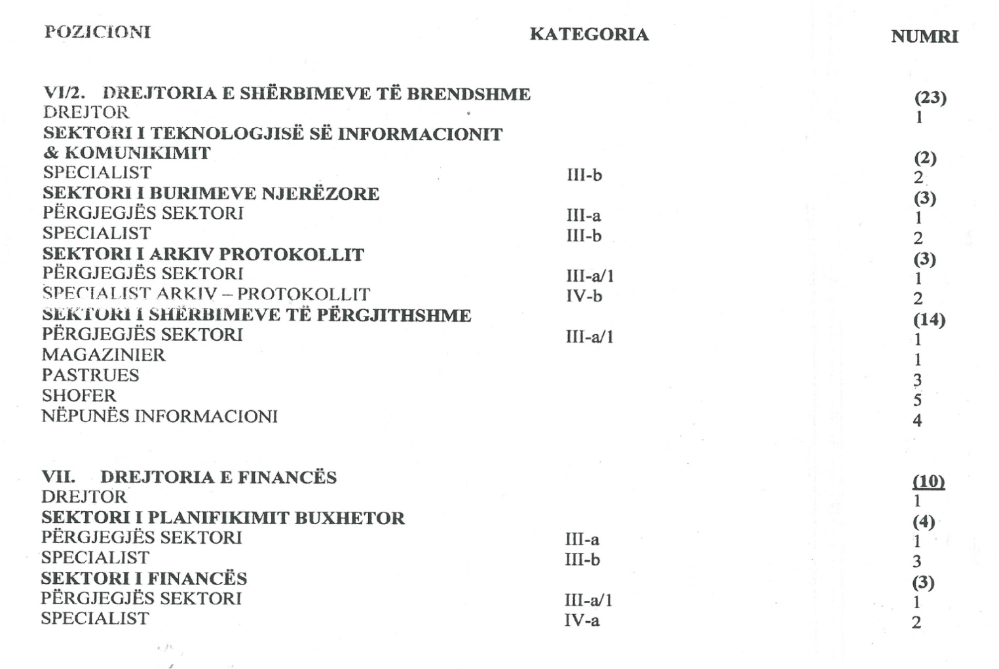 POZICIONI KATEGORIA NUMRI
VI/2. DREJTORIA E SHËRBIMEVE TË BRENDSHME (23)
DREJTOR 1
SEKTORI I TEKNOLOGJISË SË INFORMACIONIT
& KOMUNIKIMIT (2)
SPECIALIST III-b 2
SEKTORI I BURIMEVE NJERËZORE (3)
PËRGJEGJËS SEKTORI III-a 1
SPECIALIST III-b 2
SEKTORI I ARKIV PROTOKOLLIT (3)
PËRGJEGJËS SEKTORI III-a/1 1
SPECIALIST ARKIV – PROTOKOLLIT IV-b 2
SEKTORI I SHËRBIMEVE TË PËRGJITHSHME (14)
PËRGJEGJËS SEKTORI III-a/1 1
MAGAZINIER 1
PASTRUES 3
SHOFER 5
NËPUNËS INFORMACIONI 4
VII. DREJTORIA E FINANCËS (10)
DREJTOR 1
SEKTORI I PLANIFIKIMIT BUXHETOR (4)
PËRGJEGJËS SEKTORI III-a 1
SPECIALIST III-b 3
SEKTORI I FINANCËS (3)
PËRGJEGJËS SEKTORI III-a/1 1
SPECIALIST IV-a 2